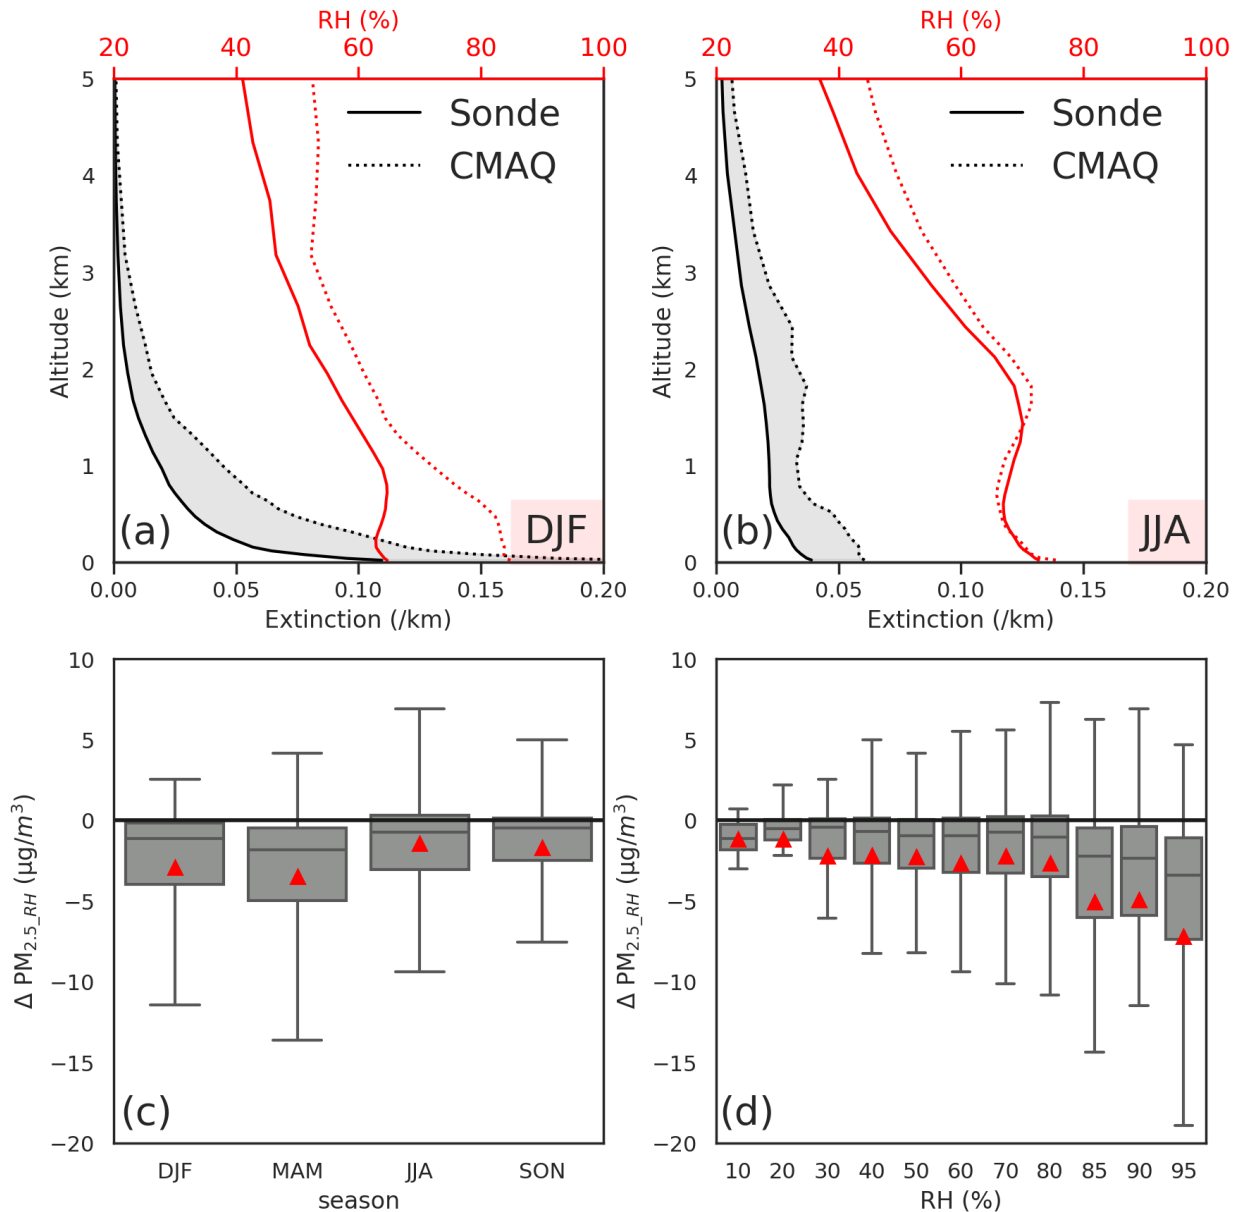 RH (%)
20 40 60 80 100
5
4
3
2
1
0
Altitude (km)
Sonde
CMAQ
(a)
DJF
0.00 0.05 0.10 0.15 0.20
Extinction (/km)
RH (%)
20 40 60 80 100
5
4
3
2
1
0
Altitude (km)
Sonde
CMAQ
(b)
JJA
0.00 0.05 0.10 0.15 0.20
Extinction (/km)
10
5
0
−5
−10
−15
−20
Δ PM2.5_RH (μg/m³)
(c)
DJF MAM JJA SON
season
10
5
0
−5
−10
−15
−20
Δ PM2.5_RH (μg/m³)
(d)
10 20 30 40 50 60 70 80 85 90 95
RH (%)